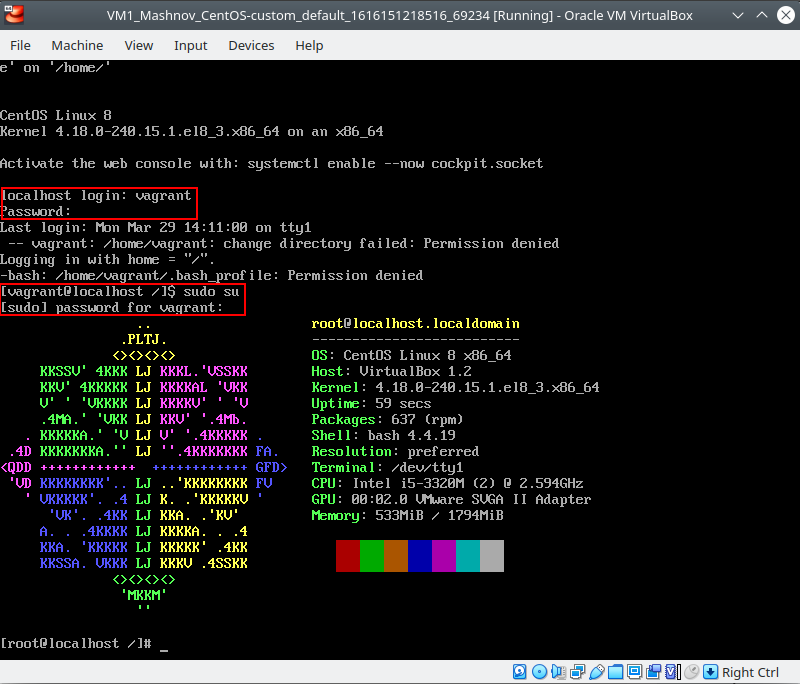 VM1_Mashnov_CentOS-custom_default_1616151218516_69234 [Running] - Oracle VM VirtualBox
File Machine View Input Devices Help
e' on '/home/'
CentOS Linux 8
Kernel 4.18.0-240.15.1.el8_3.x86_64 on an x86_64
Activate the web console with: systemctl enable --now cockpit.socket
localhost login: vagrant
Password:
Last login: Mon Mar 29 14:11:00 on tty1
 -- vagrant: /home/vagrant: change directory failed: Permission denied
Logging in with home = "/".
-bash: /home/vagrant/.bash_profile: Permission denied
[vagrant@localhost /]$ sudo su
[sudo] password for vagrant:
                 ..                    root@localhost.localdomain
               .PLTJ.                  --------------------------
              <><><><>                 OS: CentOS Linux 8 x86_64
     KKSSV' 4KKK LJ KKKL.'VSSKK        Host: VirtualBox 1.2
     KKV' 4KKKKK LJ KKKKAL 'VKK        Kernel: 4.18.0-240.15.1.el8_3.x86_64
     V' ' 'VKKKK LJ KKKKV' ' 'V        Uptime: 59 secs
     .4MA.' 'VKK LJ KKV' '.4Mb.        Packages: 637 (rpm)
   . KKKKKA.' 'V LJ V' '.4KKKKK .      Shell: bash 4.4.19
 .4D KKKKKKKA.'' LJ ''.4KKKKKKK FA.    Resolution: preferred
<QDD ++++++++++++  ++++++++++++ GFD>   Terminal: /dev/tty1
 'VD KKKKKKKK'.. LJ ..'KKKKKKKK FV     CPU: Intel i5-3320M (2) @ 2.594GHz
   ' VKKKKK'. .4 LJ K. .'KKKKKV '      GPU: 00:02.0 VMware SVGA II Adapter
      'VK'. .4KK LJ KKA. .'KV'         Memory: 533MiB / 1794MiB
     A. . .4KKKK LJ KKKKA. . .4
     KKA. 'KKKKK LJ KKKKK' .4KK
     KKSSA. VKKK LJ KKKV .4SSKK
              <><><><>
               'MKKM'
                 ''
[root@localhost /]# _
Right Ctrl